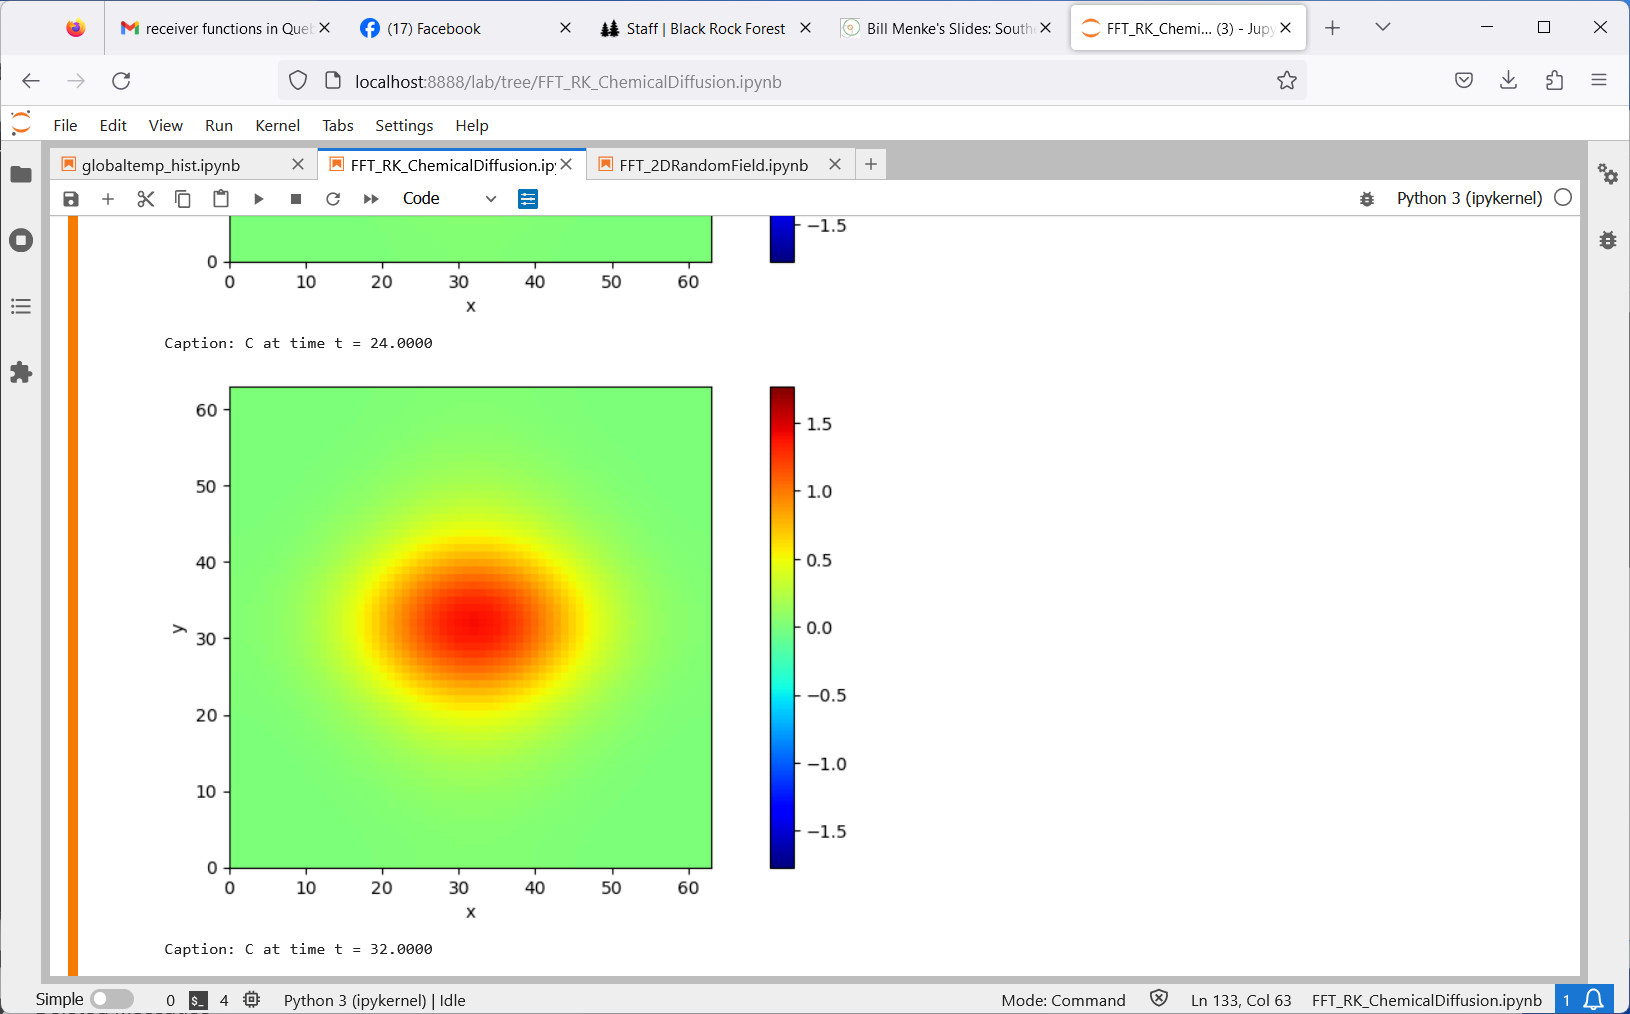 receiver functions in Queb
(17) Facebook
Staff | Black Rock Forest
Bill Menke's Slides: South
FFT_RK_Chemi... (3) - Jupy
localhost:8888/lab/tree/FFT_RK_ChemicalDiffusion.ipynb
File Edit View Run Kernel Tabs Settings Help
globaltemp_hist.ipynb
FFT_RK_ChemicalDiffusion.ipy
FFT_2DRandomField.ipynb
Code
Python 3 (ipykernel)
−1.5
0
0 10 20 30 40 50 60
x
Caption: C at time t = 24.0000
60
50
40
30
20
10
0
y
0 10 20 30 40 50 60
x
1.5
1.0
0.5
0.0
−0.5
−1.0
−1.5
Caption: C at time t = 32.0000
Simple 0 $_ 4 Python 3 (ipykernel) | Idle
Mode: Command Ln 133, Col 63 FFT_RK_ChemicalDiffusion.ipynb 1